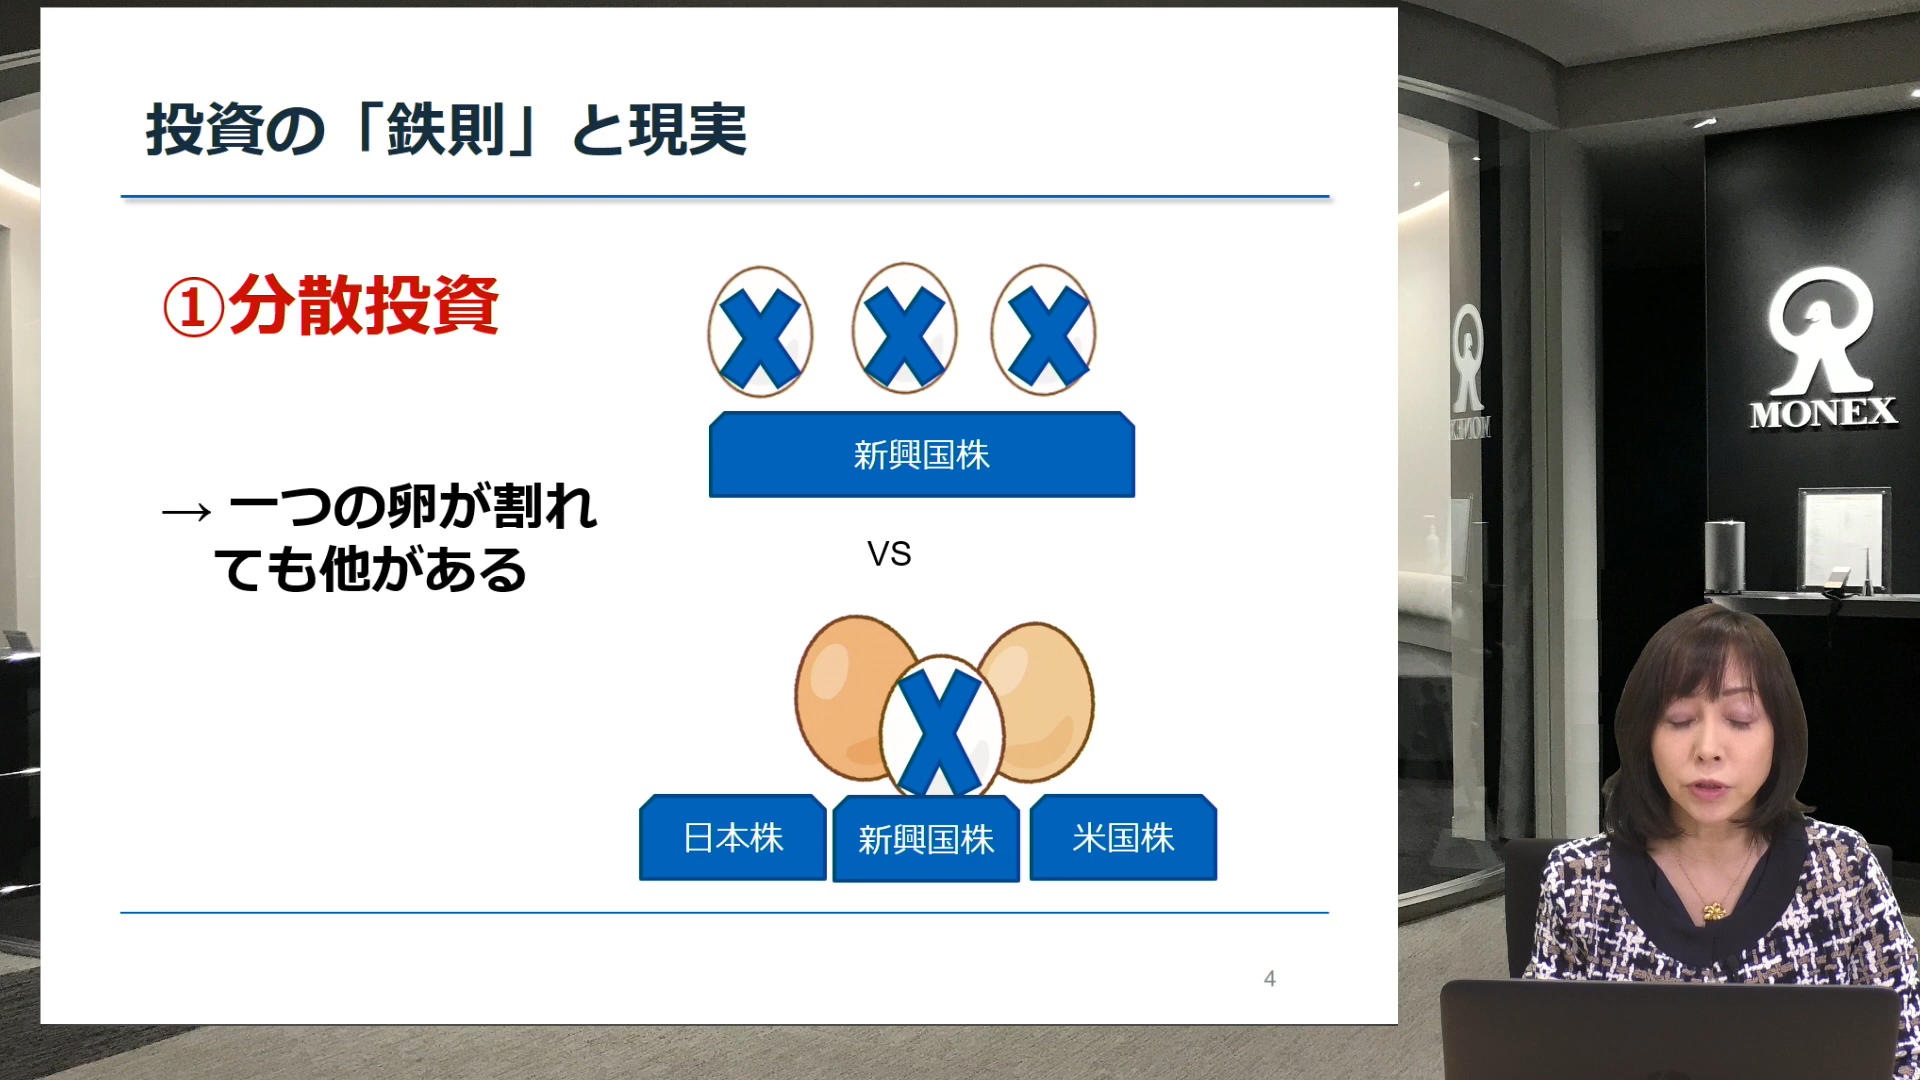 投資の「鉄則」と現実
①分散投資
→ 一つの卵が割れ
ても他がある
新興国株
VS
日本株
新興国株
米国株
4
MONEX
MONEX